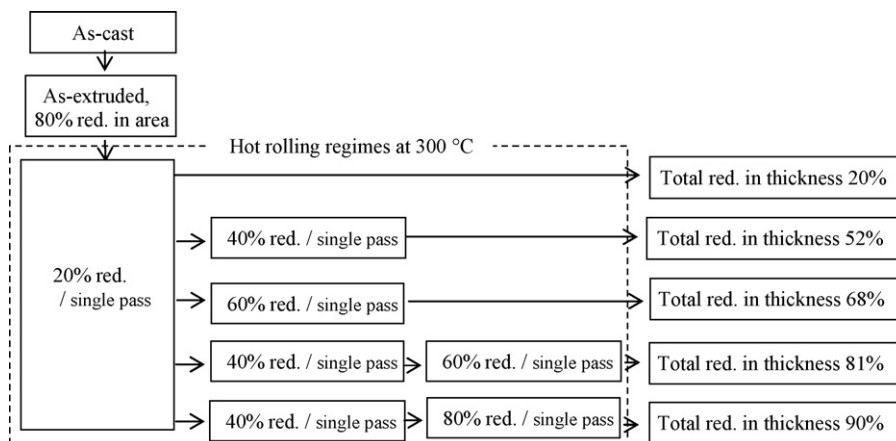 As-cast
As-extruded,
80% red. in area
Hot rolling regimes at 300 °C
20% red.
/ single pass
Total red. in thickness 20%
40% red. / single pass
Total red. in thickness 52%
60% red. / single pass
Total red. in thickness 68%
40% red. / single pass
60% red. / single pass
Total red. in thickness 81%
40% red. / single pass
80% red. / single pass
Total red. in thickness 90%